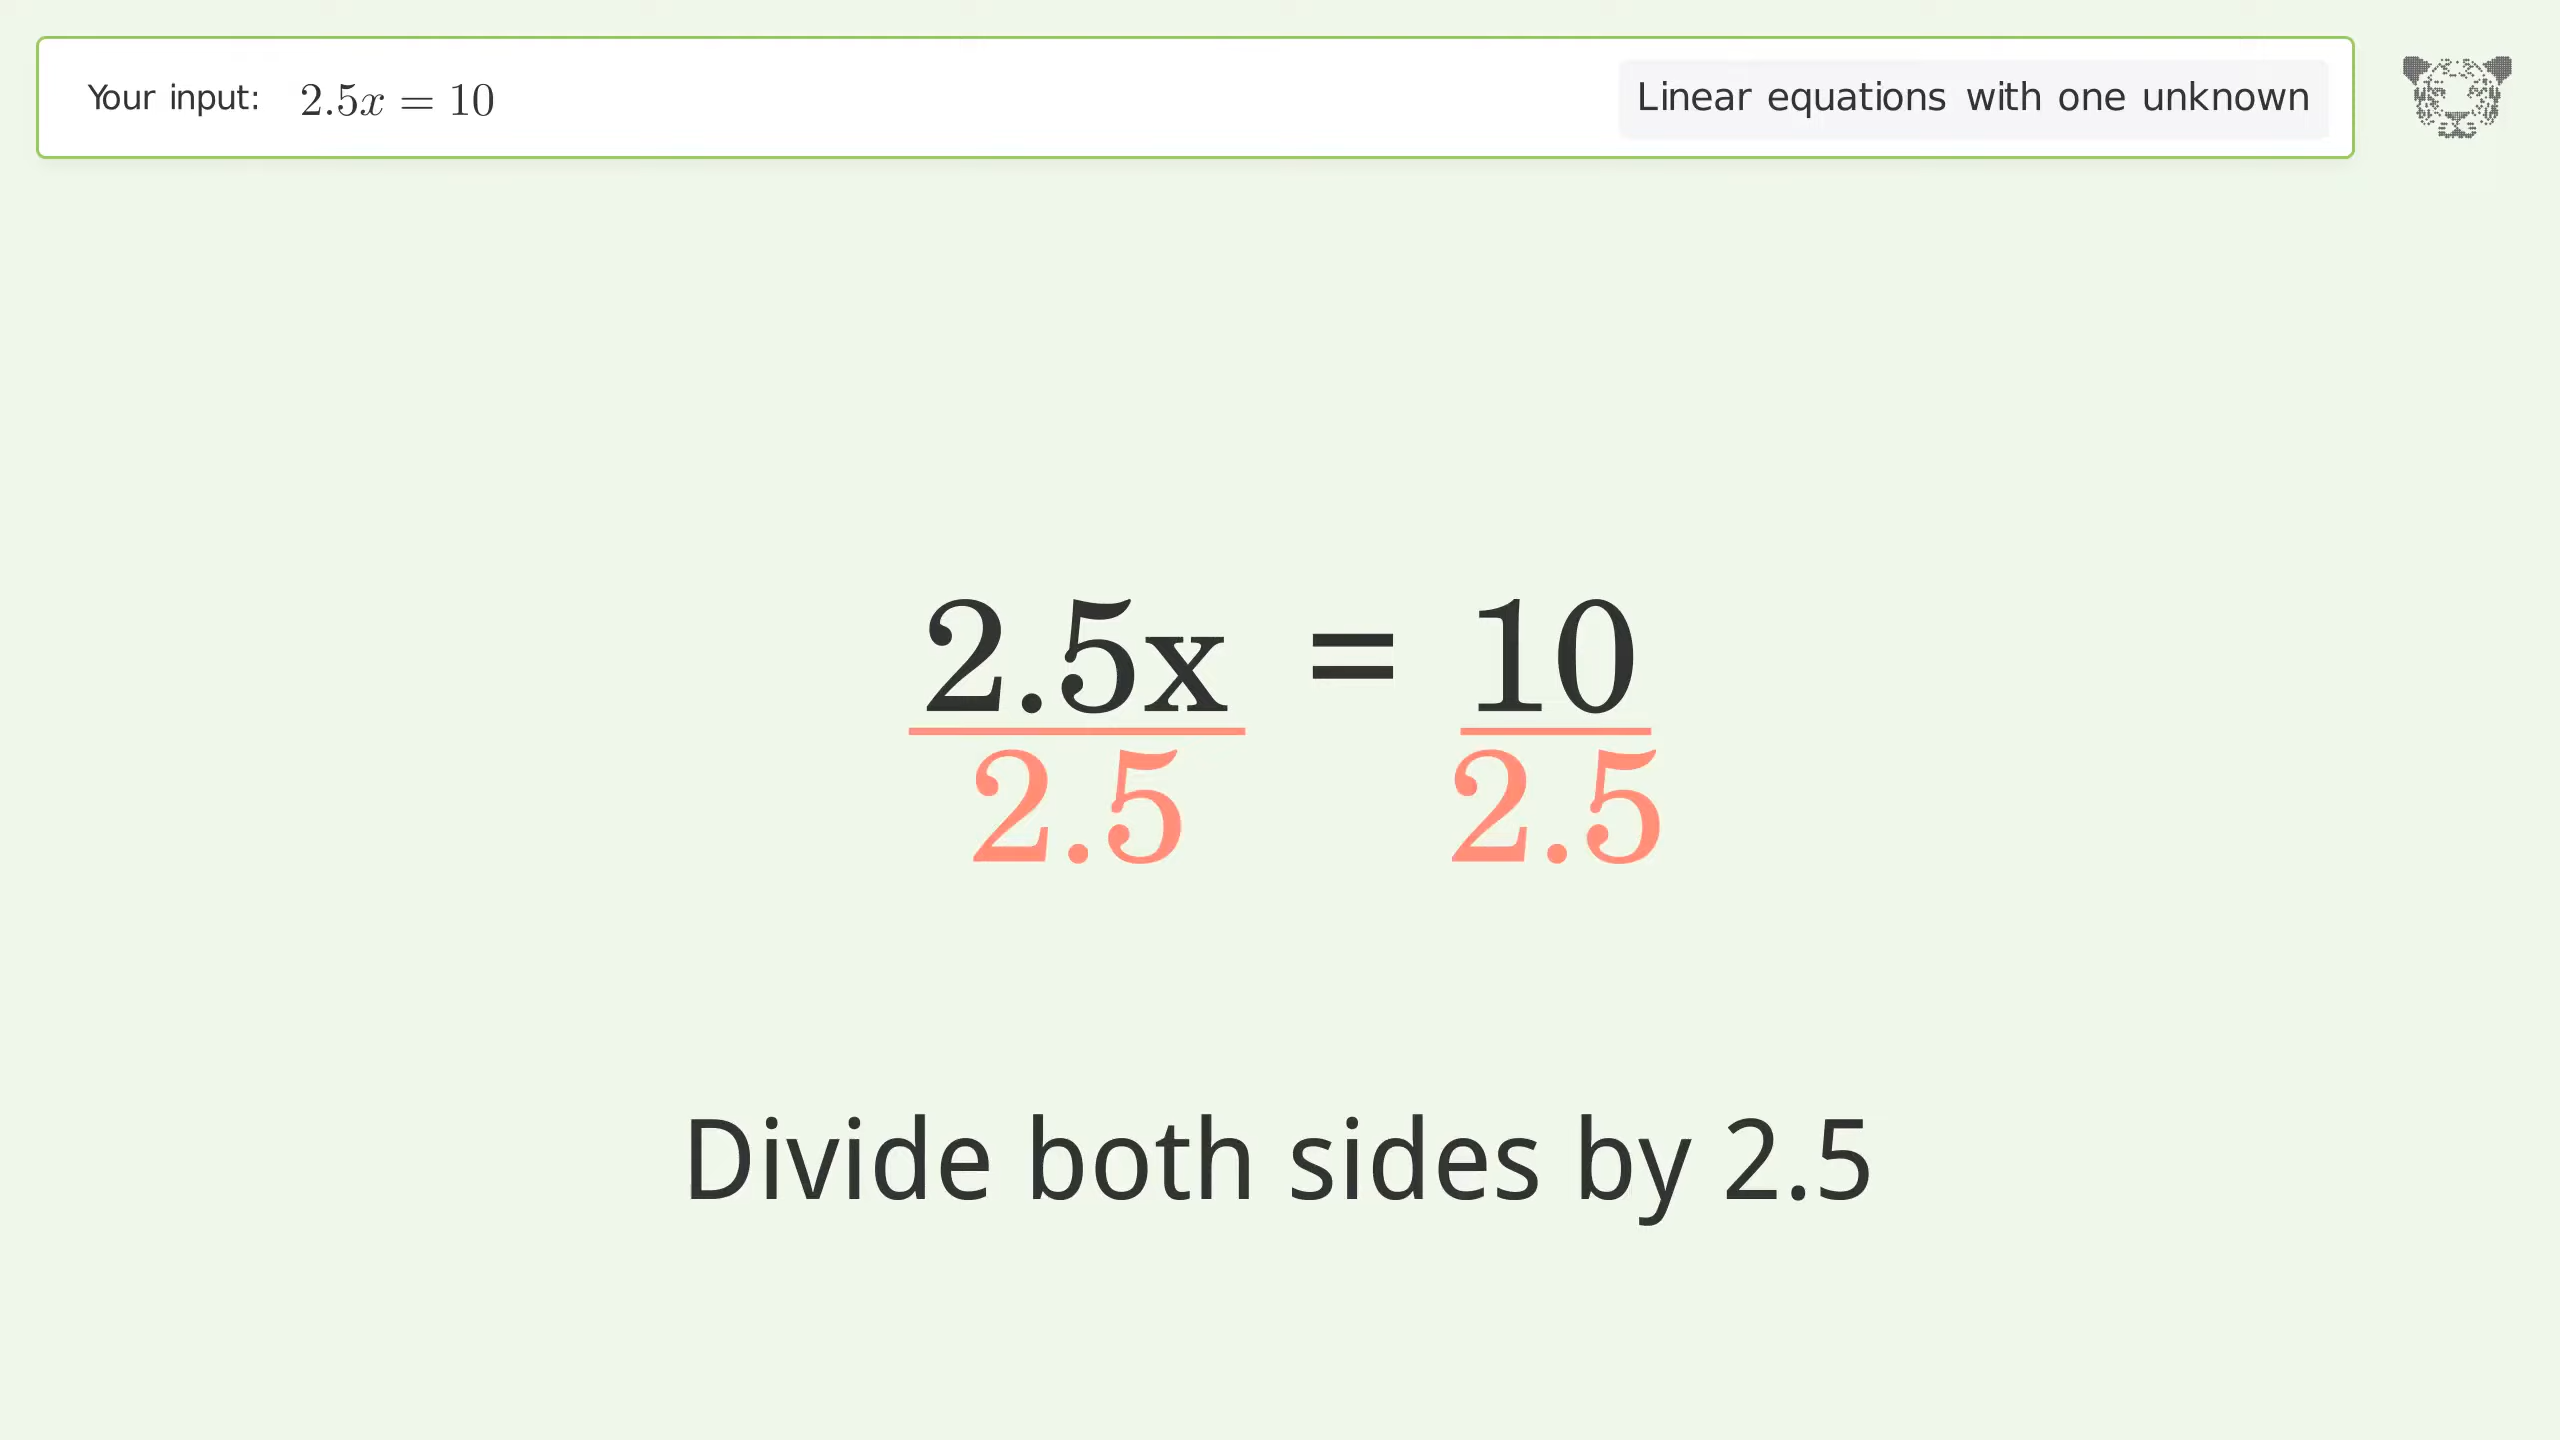 Your input: 2.5x = 10
Linear equations with one unknown
2.5x = 10
2.5 2.5
Divide both sides by 2.5